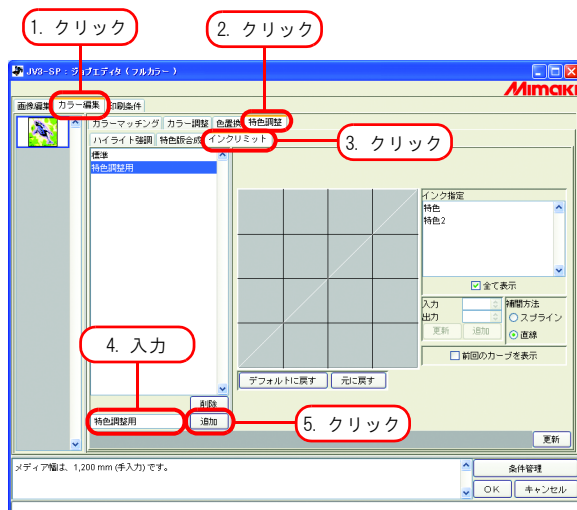 1. クリック
2. クリック
JV3-SP : ジョブエディタ ( フルカラー )
Mimaki
画像編集 カラー編集 印刷条件
カラーマッチング カラー調整 色置換 特色調整
ハイライト強調 特色版合成 インクリミット
3. クリック
標準
特色調整用
インク指定
特色
特色2
全て表示
入力
出力
更新 追加
補間方法
スプライン
直線
前回のカーブを表示
4. 入力
デフォルトに戻す 元に戻す
削除
特色調整用 追加
5. クリック
更新
メディア幅は、1,200 mm (手入力) です。
条件管理
OK キャンセル